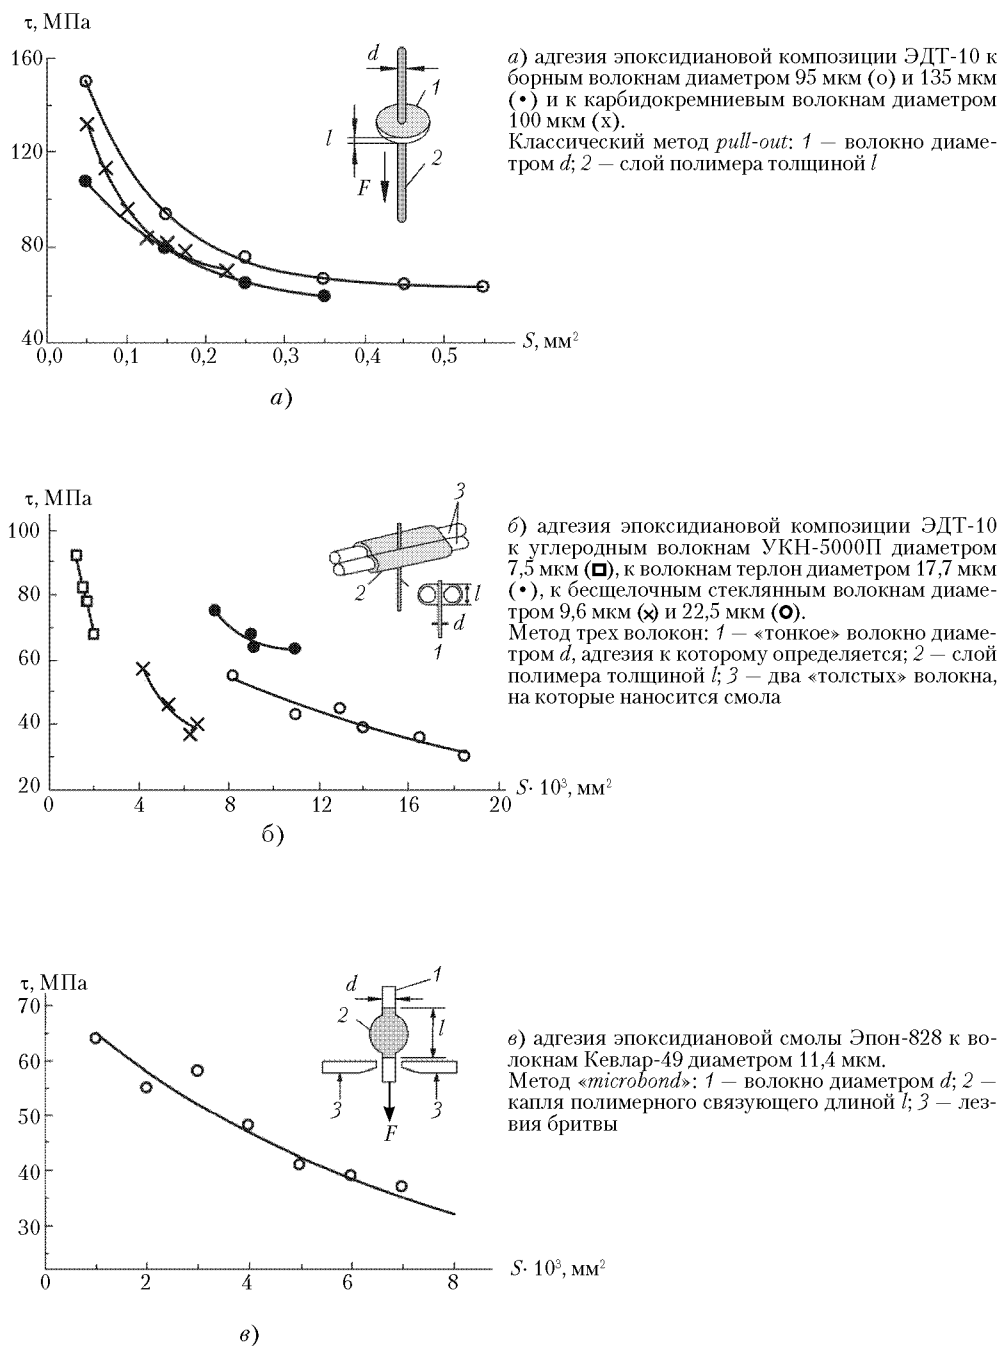 τ, МПа
160
120
80
40
0,0
0,1
0,2
0,3
0,4
0,5
S, мм²
d
1
l
2
F
а)
а) адгезия эпоксидиановой композиции ЭДТ-10 к
борным волокнам диаметром 95 мкм (о) и 135 мкм
(•) и к карбидокремниевым волокнам диаметром
100 мкм (х).
Классический метод pull-out: 1 — волокно диаме-
тром d; 2 — слой полимера толщиной l
τ, МПа
100
80
60
40
20
0
4
8
12
16
20
S· 10³, мм²
3
2
l
d
1
б)
б) адгезия эпоксидиановой композиции ЭДТ-10
к углеродным волокнам УКН-5000П диаметром
7,5 мкм (□), к волокнам терлон диаметром 17,7 мкм
(•), к бесщелочным стеклянным волокнам диаме-
тром 9,6 мкм (x) и 22,5 мкм (O).
Метод трех волокон: 1 — «тонкое» волокно диаме-
тром d, адгезия к которому определяется; 2 — слой
полимера толщиной l; 3 — два «толстых» волокна,
на которые наносится смола
τ, МПа
70
60
50
40
30
0
2
4
6
8
S· 10³, мм²
d
1
2
l
3
3
F
в)
в) адгезия эпоксидиановой смолы Эпон-828 к во-
локнам Кевлар-49 диаметром 11,4 мкм.
Метод «microbond»: 1 — волокно диаметром d; 2 —
капля полимерного связующего длиной l; 3 — лез-
вия бритвы